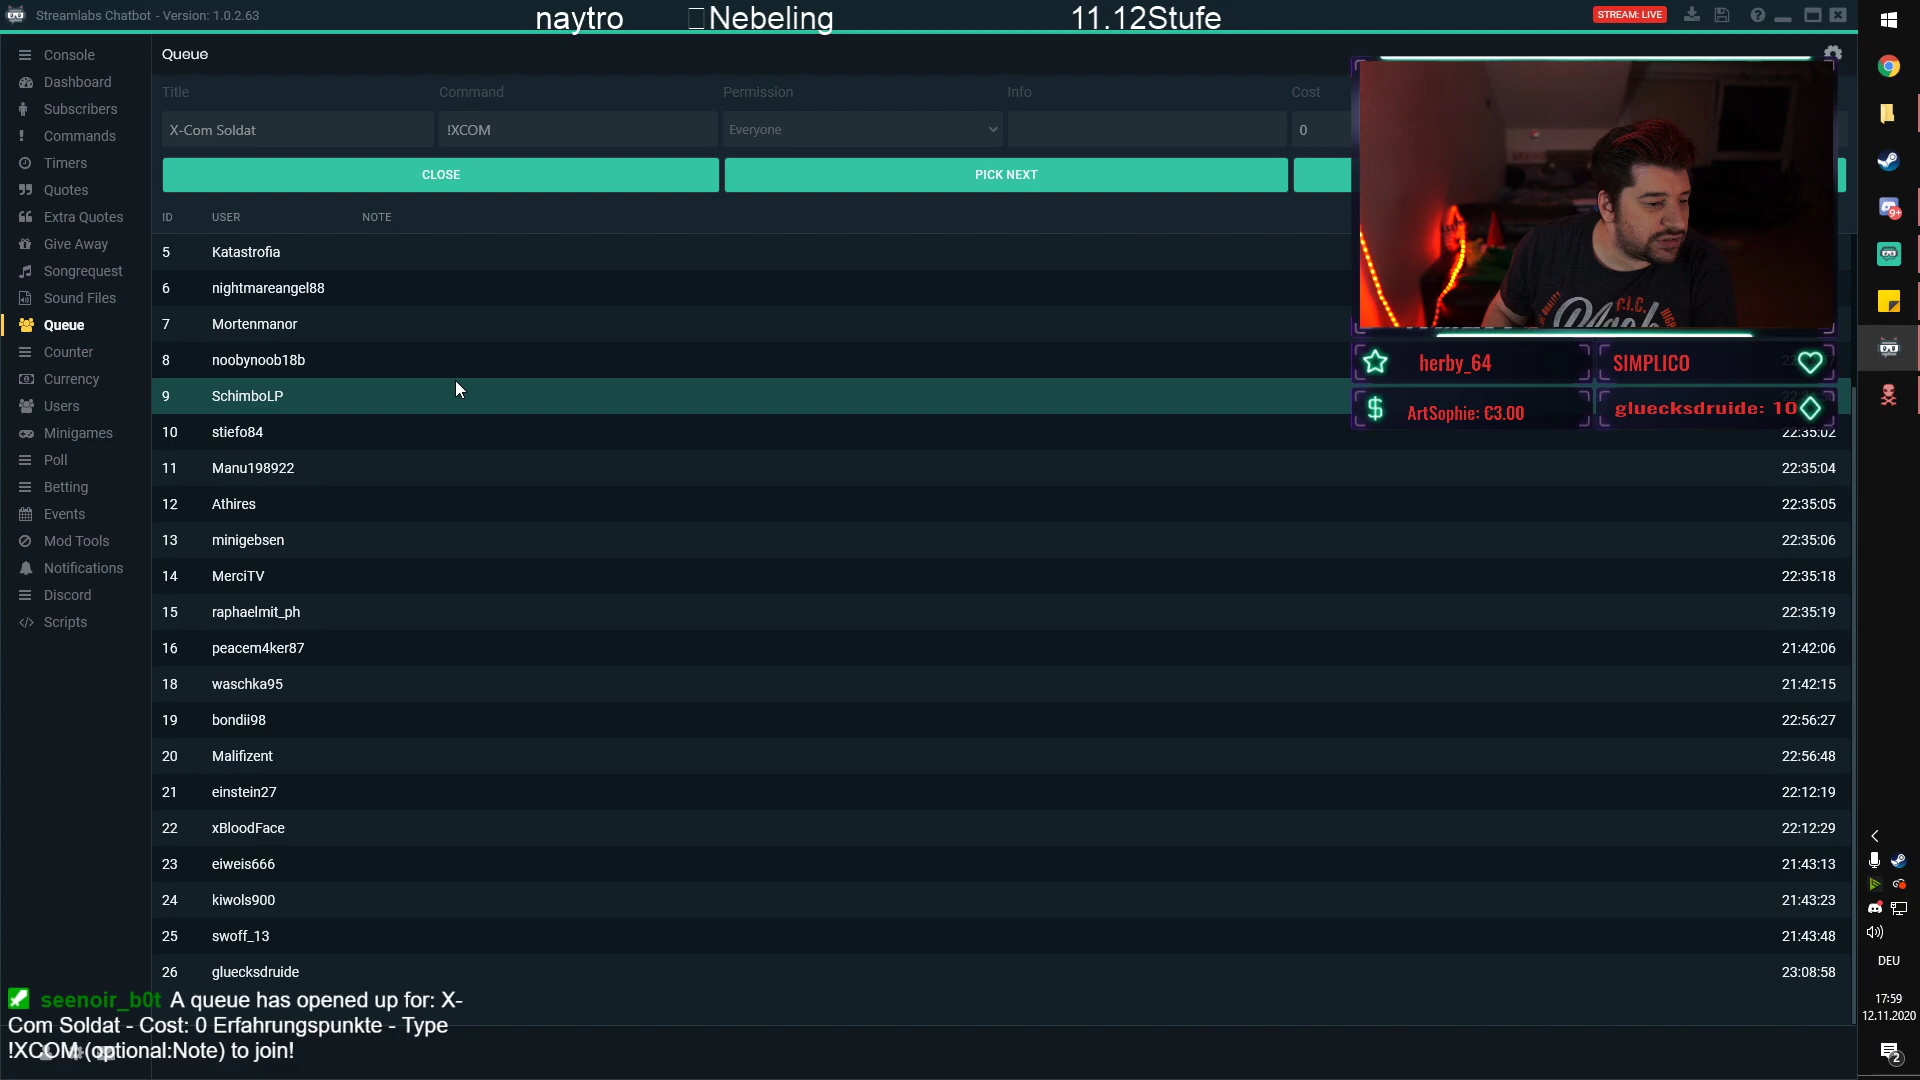 Streamlabs Chatbot - Version: 1.0.2.63
naytro
Nebeling
11.12Stufe
STREAM: LIVE
Console
Dashboard
Subscribers
Commands
Timers
Quotes
Extra Quotes
Give Away
Songrequest
Sound Files
Queue
Counter
Currency
Users
Minigames
Poll
Betting
Events
Mod Tools
Notifications
Discord
Scripts
Queue
Title Command Permission Info Cost
X-Com Soldat !XCOM Everyone 0
CLOSE PICK NEXT
ID USER NOTE
5 Katastrofia
6 nightmareangel88
7 Mortenmanor
8 noobynoob18b
9 SchimboLP
10 stiefo84 22:35:02
11 Manu198922 22:35:04
12 Athires 22:35:05
13 minigebsen 22:35:06
14 MerciTV 22:35:18
15 raphaelmit_ph 22:35:19
16 peacem4ker87 21:42:06
18 waschka95 21:42:15
19 bondii98 22:56:27
20 Malifizent 22:56:48
21 einstein27 22:12:19
22 xBloodFace 22:12:29
23 eiweis666 21:43:13
24 kiwols900 21:43:23
25 swoff_13 21:43:48
26 gluecksdruide 23:08:58
C.I.C.
herby_64
SIMPLICO
ArtSophie: €3.00
gluecksdruide: 10
seenoir_b0t A queue has opened up for: X-
Com Soldat - Cost: 0 Erfahrungspunkte - Type
!XCOM (optional:Note) to join!
9+
DEU
17:59
12.11.2020
2